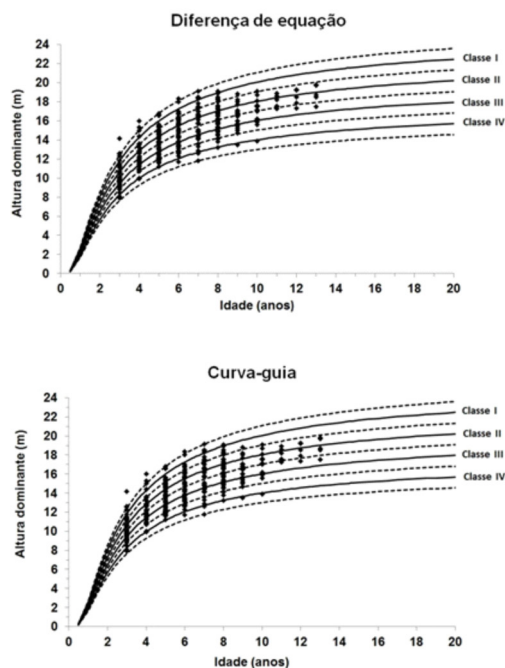 Diferença de equação
Altura dominante (m)
24
22
20
18
16
14
12
10
8
6
4
2
0
Classe I
Classe II
Classe III
Classe IV
0 2 4 6 8 10 12 14 16 18 20
Idade (anos)
Curva-guia
Altura dominante (m)
24
22
20
18
16
14
12
10
8
6
4
2
0
Classe I
Classe II
Classe III
Classe IV
0 2 4 6 8 10 12 14 16 18 20
Idade (anos)